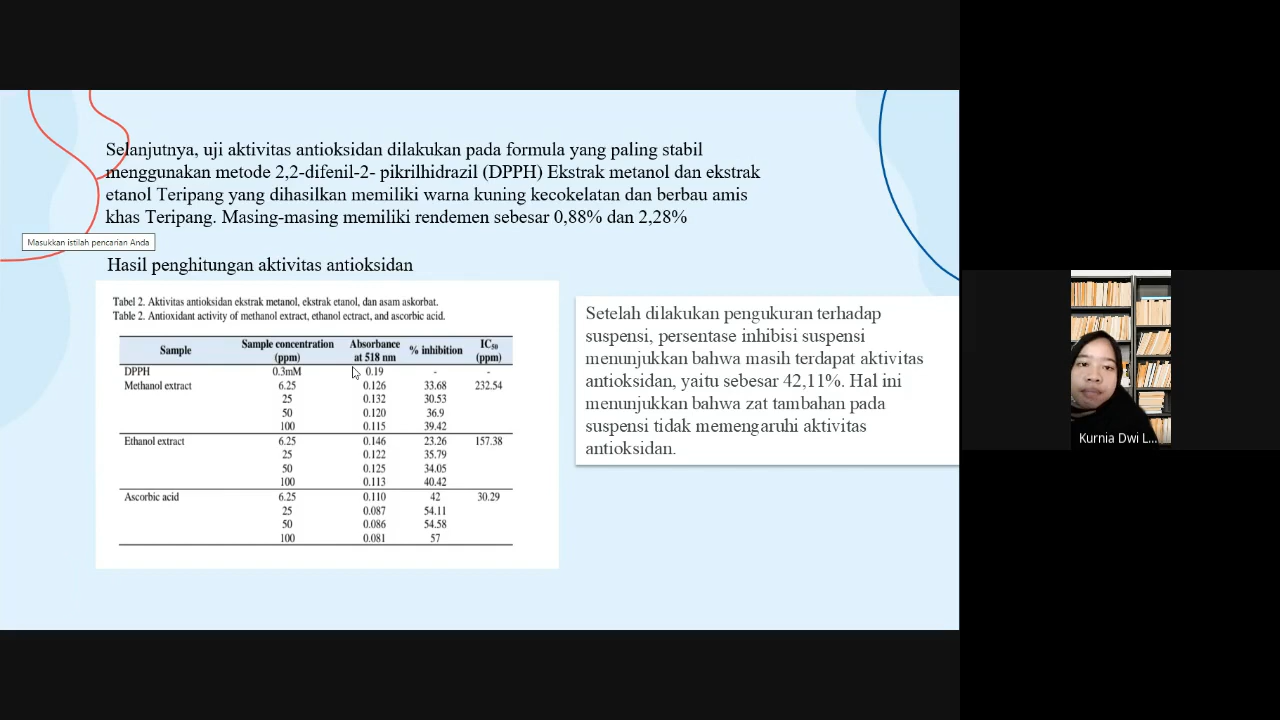 Selanjutnya, uji aktivitas antioksidan dilakukan pada formula yang paling stabil
menggunakan metode 2,2-difenil-2- pikrilhidrazil (DPPH) Ekstrak metanol dan ekstrak
etanol Teripang yang dihasilkan memiliki warna kuning kecokelatan dan berbau amis
khas Teripang. Masing-masing memiliki rendemen sebesar 0,88% dan 2,28%
Masukkan istilah pencarian Anda
Hasil penghitungan aktivitas antioksidan
Tabel 2. Aktivitas antioksidan ekstrak metanol, ekstrak etanol, dan asam askorbat.
Table 2. Antioxidant activity of methanol extract, ethanol ectract, and ascorbic acid.
Sample Sample concentration (ppm) Absorbance at 518 nm % inhibition IC50 (ppm)
DPPH 0.3mM 0.19 - -
Methanol extract 6.25 0.126 33.68 232.54
25 0.132 30.53
50 0.120 36.9
100 0.115 39.42
Ethanol extract 6.25 0.146 23.26 157.38
25 0.122 35.79
50 0.125 34.05
100 0.113 40.42
Ascorbic acid 6.25 0.110 42 30.29
25 0.087 54.11
50 0.086 54.58
100 0.081 57
Setelah dilakukan pengukuran terhadap
suspensi, persentase inhibisi suspensi
menunjukkan bahwa masih terdapat aktivitas
antioksidan, yaitu sebesar 42,11%. Hal ini
menunjukkan bahwa zat tambahan pada
suspensi tidak memengaruhi aktivitas
antioksidan.
Kurnia Dwi L...